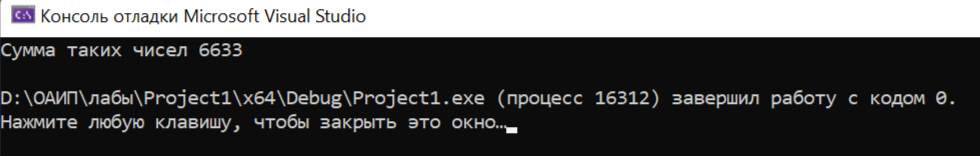 Консоль отладки Microsoft Visual Studio
Сумма таких чисел 6633
D:\ОАИП\лабы\Project1\x64\Debug\Project1.exe (процесс 16312) завершил работу с кодом 0.
Нажмите любую клавишу, чтобы закрыть это окно…